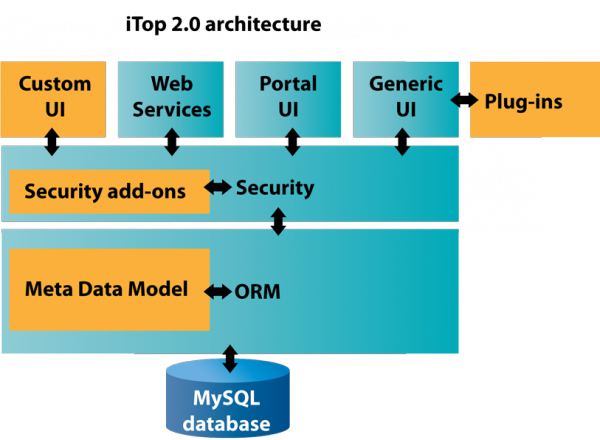 iTop 2.0 architecture
Custom
UI
Web
Services
Portal
UI
Generic
UI
Plug-ins
Security add-ons
Security
Meta Data Model
ORM
MySQL
database